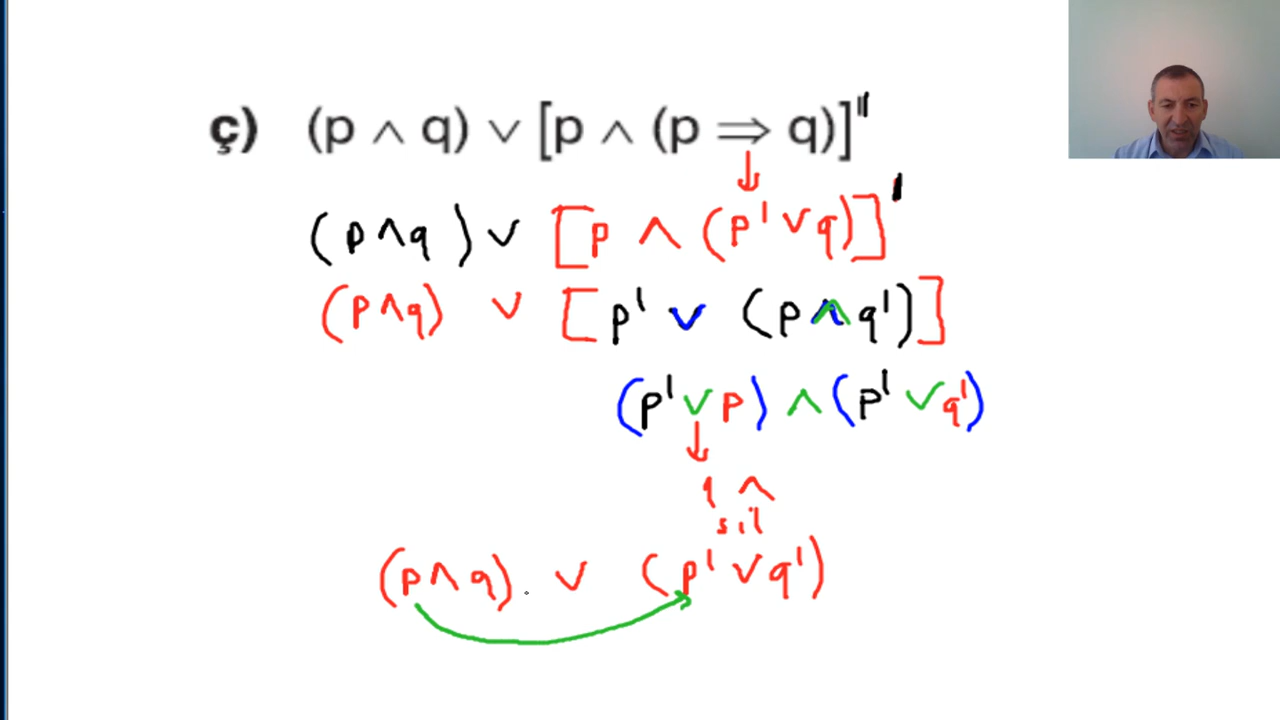 ç) (p ∧ q) ∨ [p ∧ (p ⇒ q)]'
(p∧q) ∨ [p ∧ (p' ∨ q)]'
(p∧q) ∨ [p' ∨ (p ∧ q')]
(p' ∨ p) ∧ (p' ∨ q')
1 ∧
sil
(p∧q) ∨ (p' ∨ q')